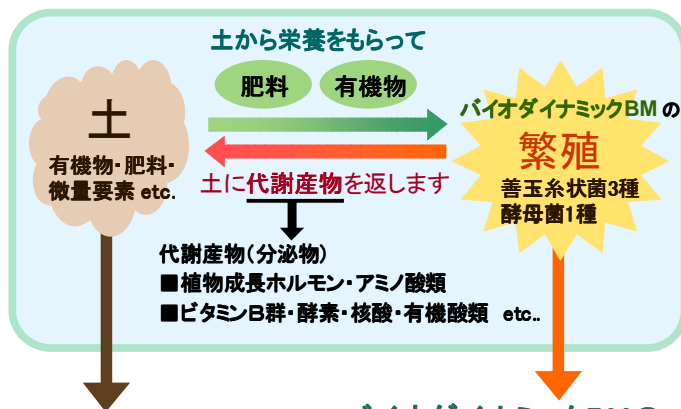 土から栄養をもらって
肥料
有機物
土
有機物・肥料・
微量要素 etc.
バイオダイナミックBMの
繁殖
善玉糸状菌3種
酵母菌1種
土に代謝産物を返します
代謝産物(分泌物)
■植物成長ホルモン・アミノ酸類
■ビタミンB群・酵素・核酸・有機酸類 etc..